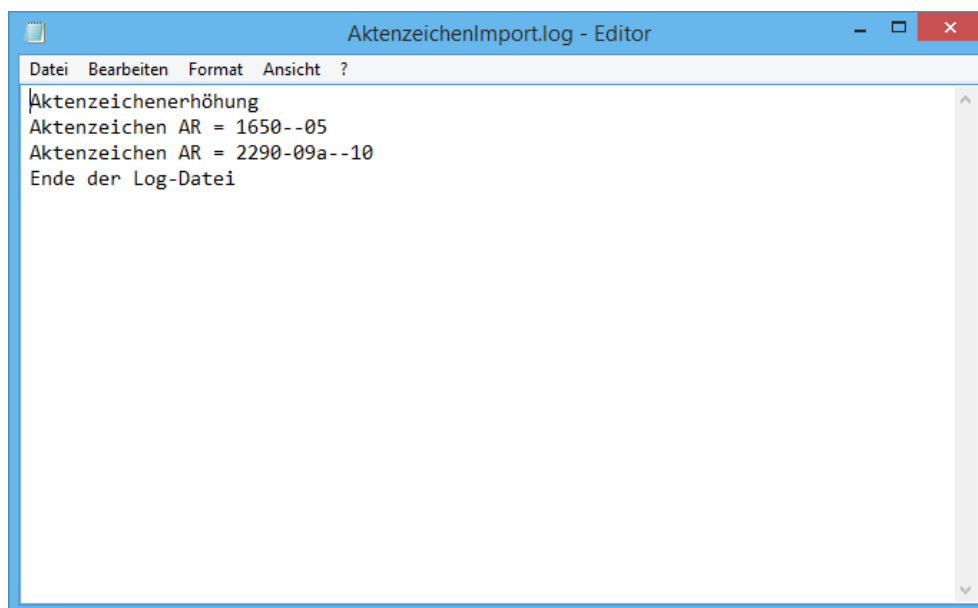 AktenzeichenImport.log - Editor
Datei Bearbeiten Format Ansicht ?
Aktenzeichenerhöhung
Aktenzeichen AR = 1650--05
Aktenzeichen AR = 2290-09a--10
Ende der Log-Datei